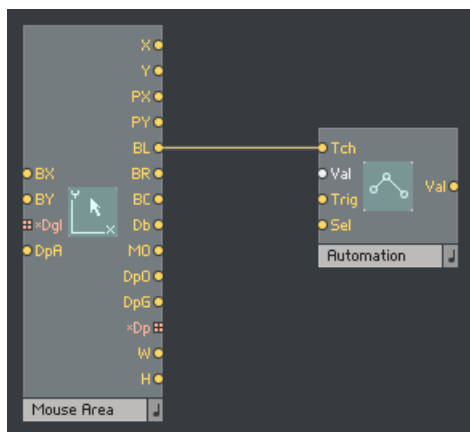 X
Y
PX
PY
BL
BR
BC
Db
MO
DpO
DpG
×Dp
W
H
BX
BY
×Dgl
DpA
Y
X
Mouse Area
Tch
Val
Trig
Sel
Val
Automation